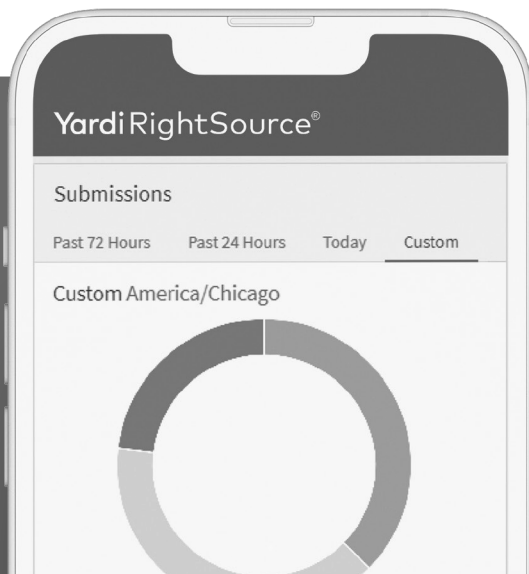 YardiRightSource®
Submissions
Past 72 Hours Past 24 Hours Today Custom
Custom America/Chicago